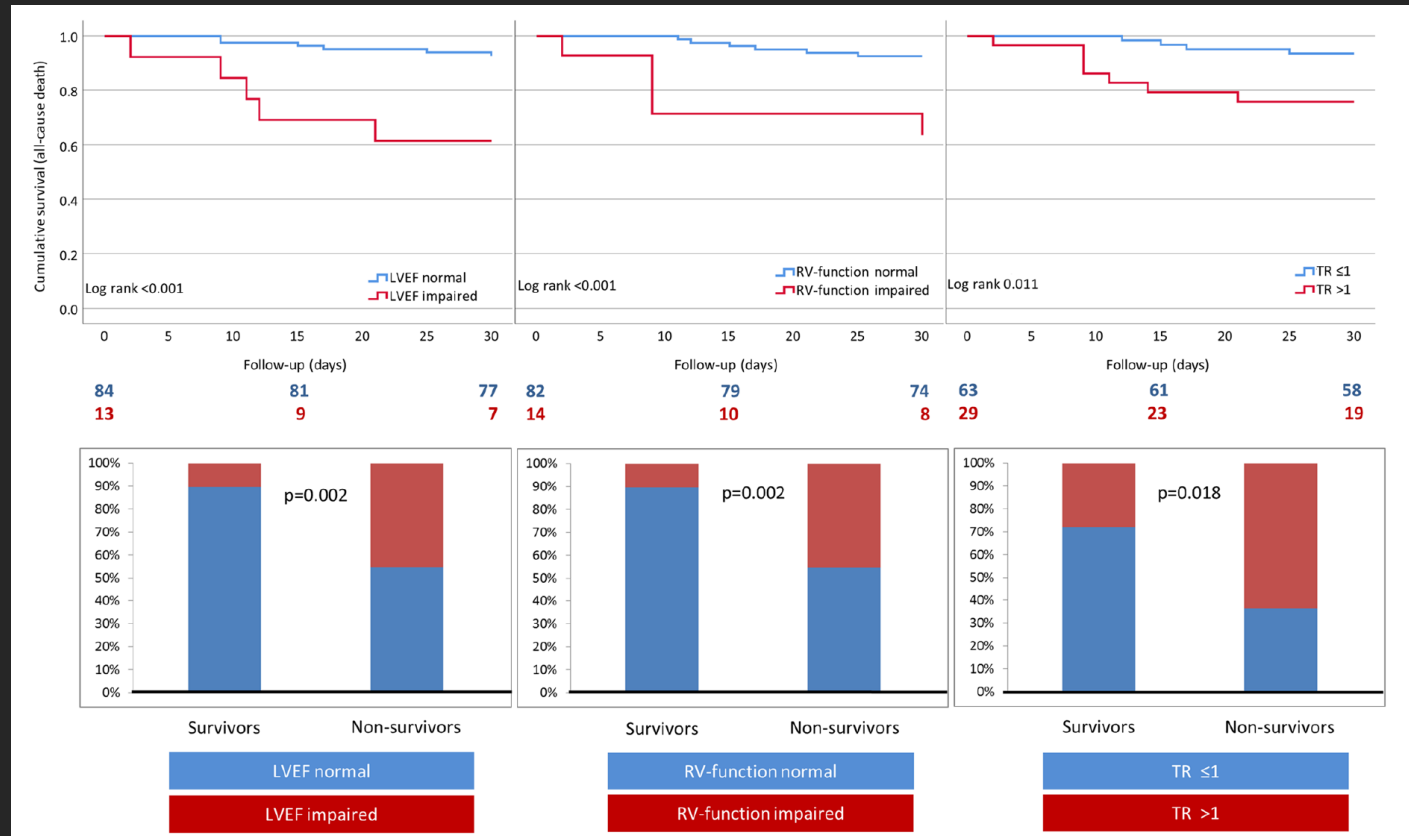 Cumulative survival (all-cause death)
1.0
0.8
0.6
0.4
0.2
0.0
Log rank <0.001
LVEF normal
LVEF impaired
0 5 10 15 20 25 30
Follow-up (days)
84 81 77
13 9 7
Log rank <0.001
RV-function normal
RV-function impaired
0 5 10 15 20 25 30
Follow-up (days)
82 79 74
14 10 8
Log rank 0.011
TR ≤1
TR >1
0 5 10 15 20 25 30
Follow-up (days)
63 61 58
29 23 19
100%
90%
80%
70%
60%
50%
40%
30%
20%
10%
0%
p=0.002
Survivors Non-survivors
LVEF normal
LVEF impaired
100%
90%
80%
70%
60%
50%
40%
30%
20%
10%
0%
p=0.002
Survivors Non-survivors
RV-function normal
RV-function impaired
100%
90%
80%
70%
60%
50%
40%
30%
20%
10%
0%
p=0.018
Survivors Non-survivors
TR ≤1
TR >1